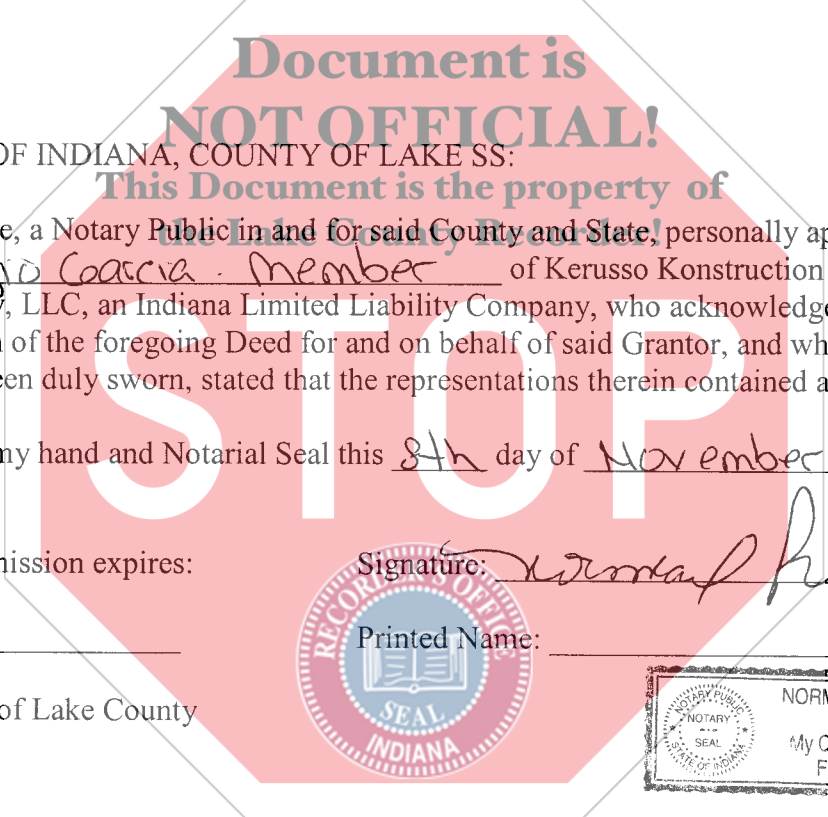 Document is
NOT OFFICIAL!
OF INDIANA, COUNTY OF LAKE SS:
This Document is the property of
the Lake County Recorder!
e, a Notary Public in and for said County and State, personally ap
Garcia - Member of Kerusso Konstruction
, LLC, an Indiana Limited Liability Company, who acknowledge
n of the foregoing Deed for and on behalf of said Grantor, and wh
een duly sworn, stated that the representations therein contained a
STOP
my hand and Notarial Seal this 8th day of November
nission expires:
Signature:
RECORDER'S OFFICE
SEAL
INDIANA
Printed Name:
of Lake County
NORM
NOTARY PUBLIC
NOTARY
SEAL
STATE OF INDIANA
My C
F